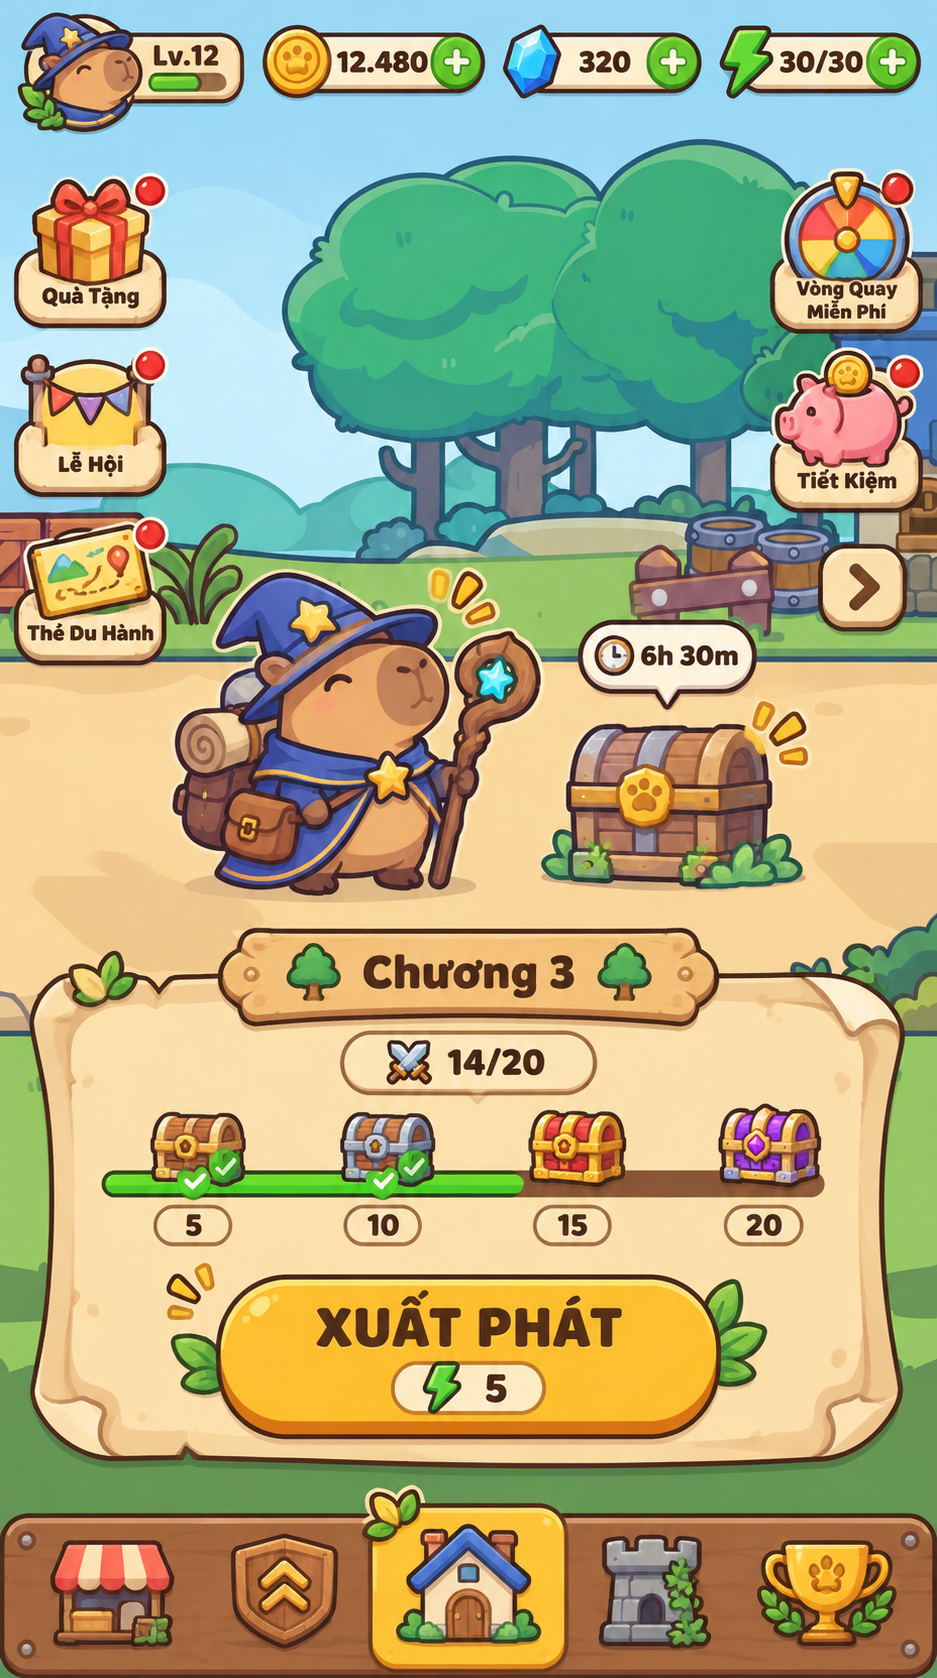 Lv.12
12.480
320
30/30
Quà Tặng
Vòng Quay
Miễn Phí
Lễ Hội
Tiết Kiệm
Thẻ Du Hành
6h 30m
Chương 3
14/20
5
10
15
20
XUẤT PHÁT
5